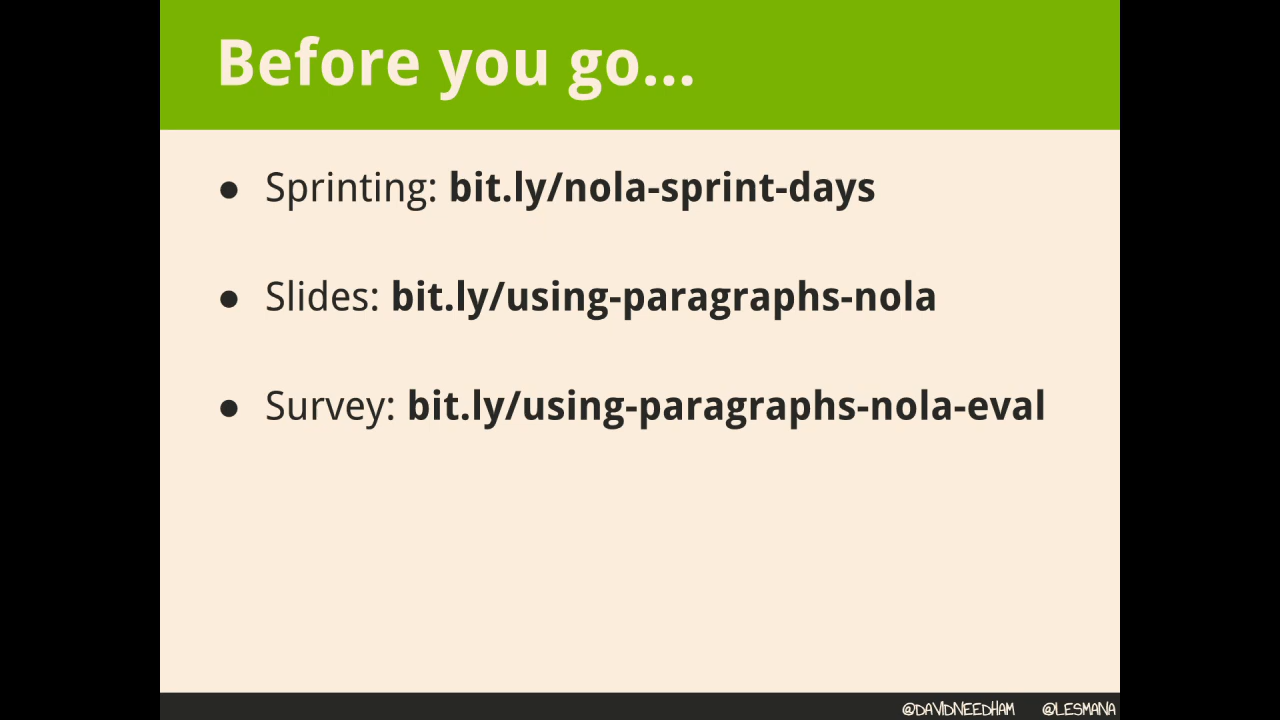 Before you go...
● Sprinting: bit.ly/nola-sprint-days
● Slides: bit.ly/using-paragraphs-nola
● Survey: bit.ly/using-paragraphs-nola-eval
@DAVIDNEEDHAM @LESMANA